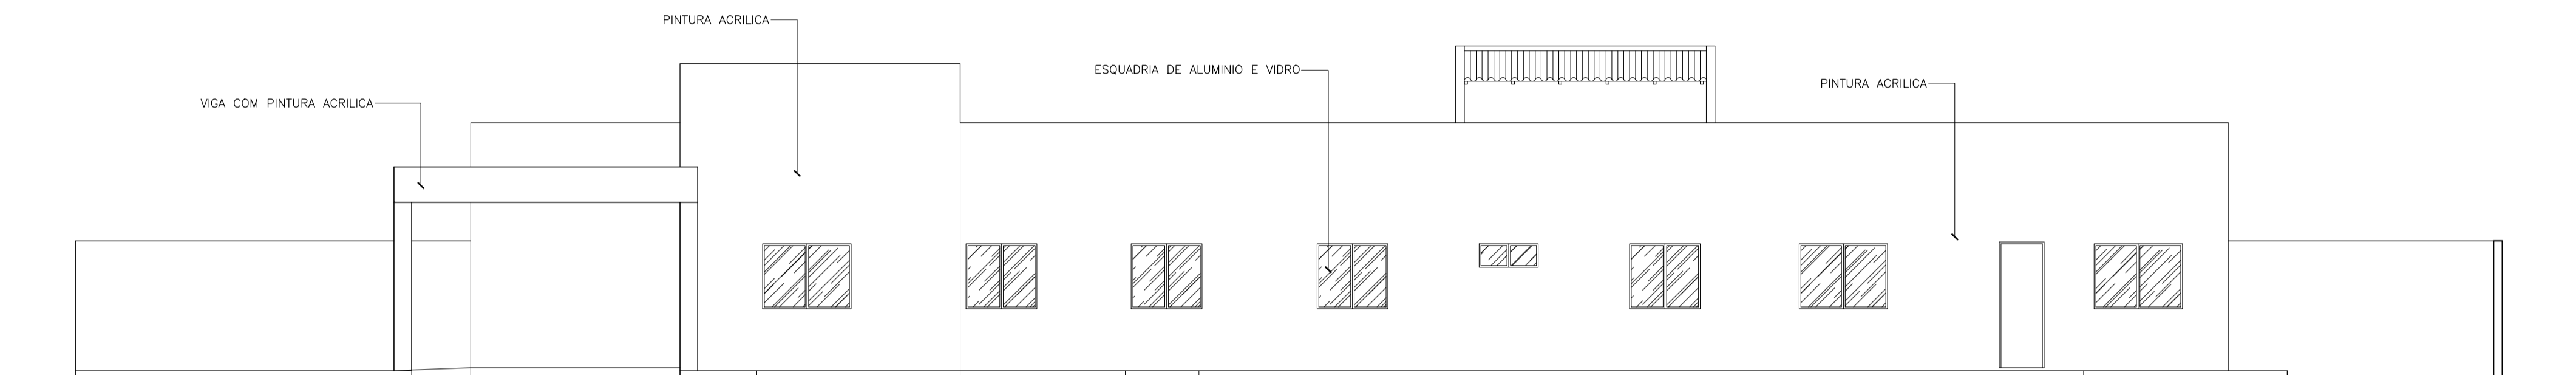 PINTURA ACRILICA
ESQUADRIA DE ALUMINIO E VIDRO
PINTURA ACRILICA
VIGA COM PINTURA ACRILICA